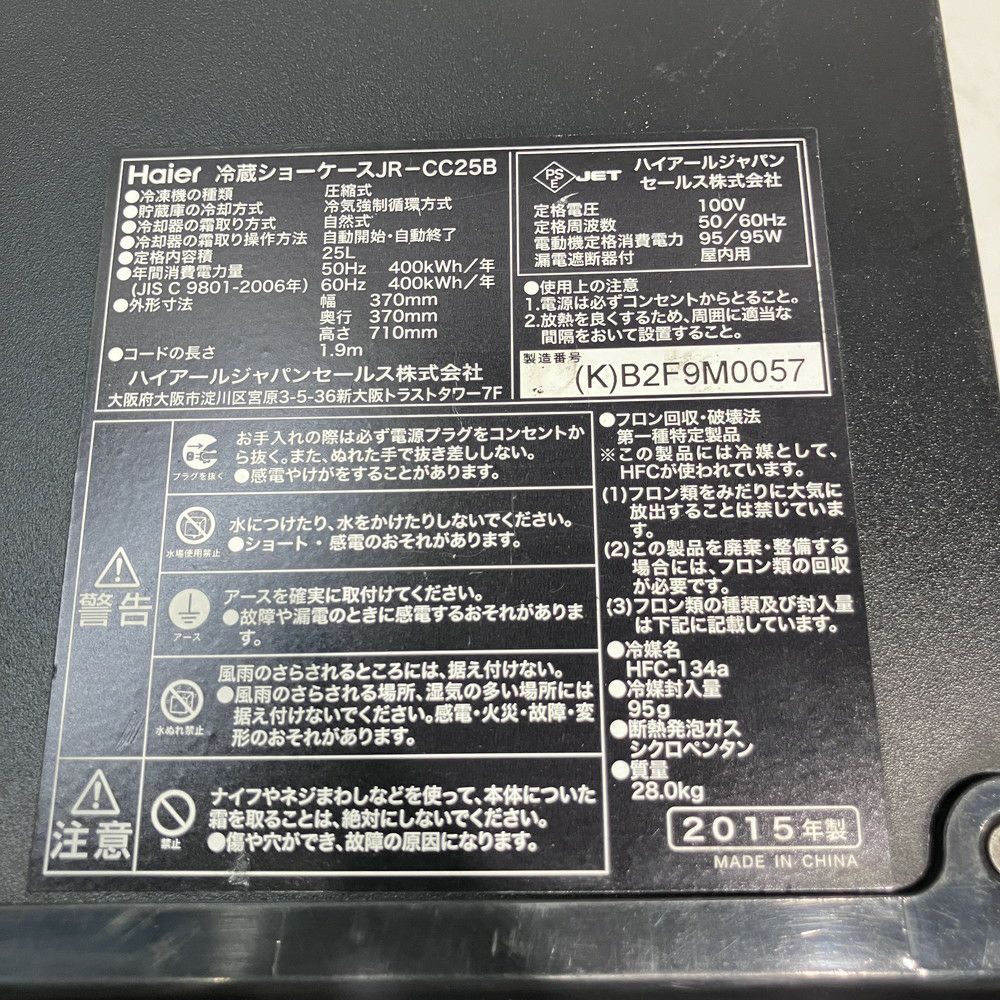 Haier 冷蔵ショーケースJR-CC25B
●冷凍機の種類 圧縮式
●貯蔵庫の冷却方式 冷気強制循環方式
●冷却器の霜取り方式 自然式
●冷却器の霜取り操作方法 自動開始・自動終了
●定格内容積 25L
●年間消費電力量 50Hz 400kWh/年
(JIS C 9801-2006年) 60Hz 400kWh/年
●外形寸法 幅 370mm
奥行 370mm
高さ 710mm
●コードの長さ 1.9m
ハイアールジャパンセールス株式会社
大阪府大阪市淀川区宮原3-5-36新大阪トラストタワー7F
PS
E
JET ハイアールジャパン
セールス株式会社
定格電圧 100V
定格周波数 50/60Hz
電動機定格消費電力 95/95W
漏電遮断器付 屋内用
●使用上の注意
1.電源は必ずコンセントからとること。
2.放熱を良くするため、周囲に適当な
間隔をおいて設置すること。
製造番号
(K)B2F9M0057
警告
プラグを抜く
お手入れの際は必ず電源プラグをコンセントか
ら抜く。また、ぬれた手で抜き差ししない。
●感電やけがをすることがあります。
水場使用禁止
水につけたり、水をかけたりしないでください。
●ショート・感電のおそれがあります。
アース
アースを確実に取付けてください。
●故障や漏電のときに感電するおそれがありま
す。
水ぬれ禁止
風雨のさらされるところには、据え付けない。
●風雨のさらされる場所、湿気の多い場所には
据え付けないでください。感電・火災・故障・変
形のおそれがあります。
注意
禁止
ナイフやネジまわしなどを使って、本体についた
霜を取ることは、絶対にしないでください。
●傷や穴ができ、故障の原因になります。
●フロン回収・破壊法
第一種特定製品
※この製品には冷媒として、
HFCが使われています。
(1)フロン類をみだりに大気に
放出することは禁じていま
す。
(2)この製品を廃棄・整備する
場合には、フロン類の回収
が必要です。
(3)フロン類の種類及び封入量
は下記に記載しています。
●冷媒名
HFC-134a
●冷媒封入量
95g
●断熱発泡ガス
シクロペンタン
●質量
28.0kg
2015年製
MADE IN CHINA